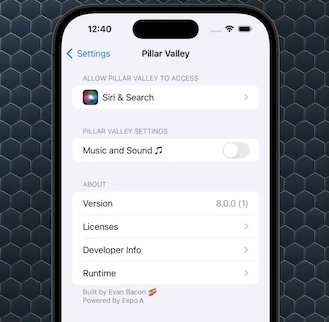 12:40
Settings
Pillar Valley
ALLOW PILLAR VALLEY TO ACCESS
Siri & Search
PILLAR VALLEY SETTINGS
Music and Sound 🎵
ABOUT
Version 8.0.0 (1)
Licenses
Developer Info
Runtime
Built by Evan Bacon 🥓
Powered by Expo